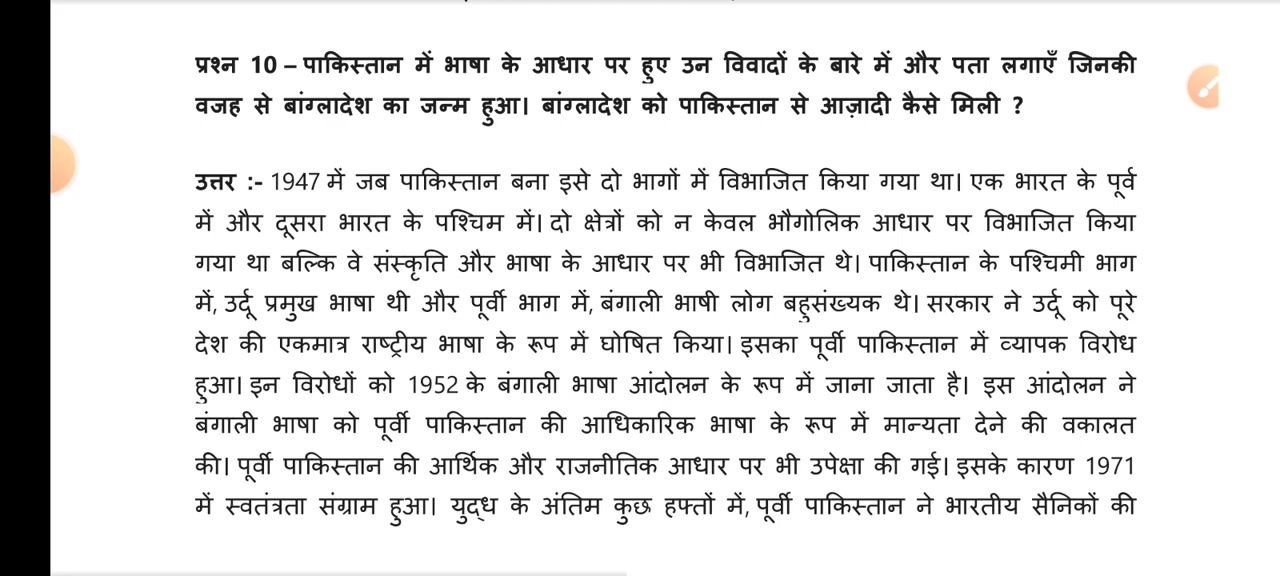 प्रश्न 10 – पाकिस्तान में भाषा के आधार पर हुए उन विवादों के बारे में और पता लगाएँ जिनकी
वजह से बांग्लादेश का जन्म हुआ। बांग्लादेश को पाकिस्तान से आज़ादी कैसे मिली ?
उत्तर :- 1947 में जब पाकिस्तान बना इसे दो भागों में विभाजित किया गया था। एक भारत के पूर्व
में और दूसरा भारत के पश्चिम में। दो क्षेत्रों को न केवल भौगोलिक आधार पर विभाजित किया
गया था बल्कि वे संस्कृति और भाषा के आधार पर भी विभाजित थे। पाकिस्तान के पश्चिमी भाग
में, उर्दू प्रमुख भाषा थी और पूर्वी भाग में, बंगाली भाषी लोग बहुसंख्यक थे। सरकार ने उर्दू को पूरे
देश की एकमात्र राष्ट्रीय भाषा के रूप में घोषित किया। इसका पूर्वी पाकिस्तान में व्यापक विरोध
हुआ। इन विरोधों को 1952 के बंगाली भाषा आंदोलन के रूप में जाना जाता है। इस आंदोलन ने
बंगाली भाषा को पूर्वी पाकिस्तान की आधिकारिक भाषा के रूप में मान्यता देने की वकालत
की। पूर्वी पाकिस्तान की आर्थिक और राजनीतिक आधार पर भी उपेक्षा की गई। इसके कारण 1971
में स्वतंत्रता संग्राम हुआ। युद्ध के अंतिम कुछ हफ्तों में, पूर्वी पाकिस्तान ने भारतीय सैनिकों की